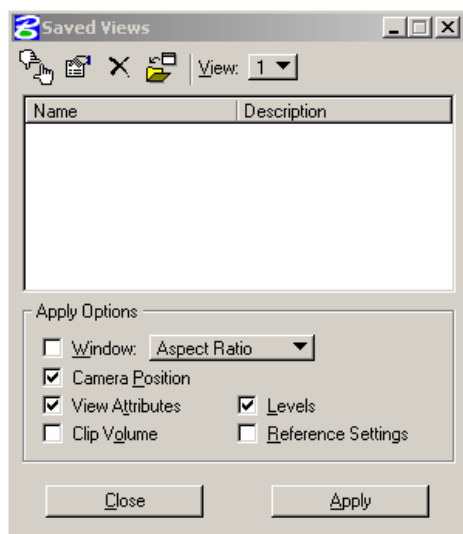 Saved Views
View: 1
Name Description
Apply Options
Window: Aspect Ratio
Camera Position
View Attributes Levels
Clip Volume Reference Settings
Close Apply